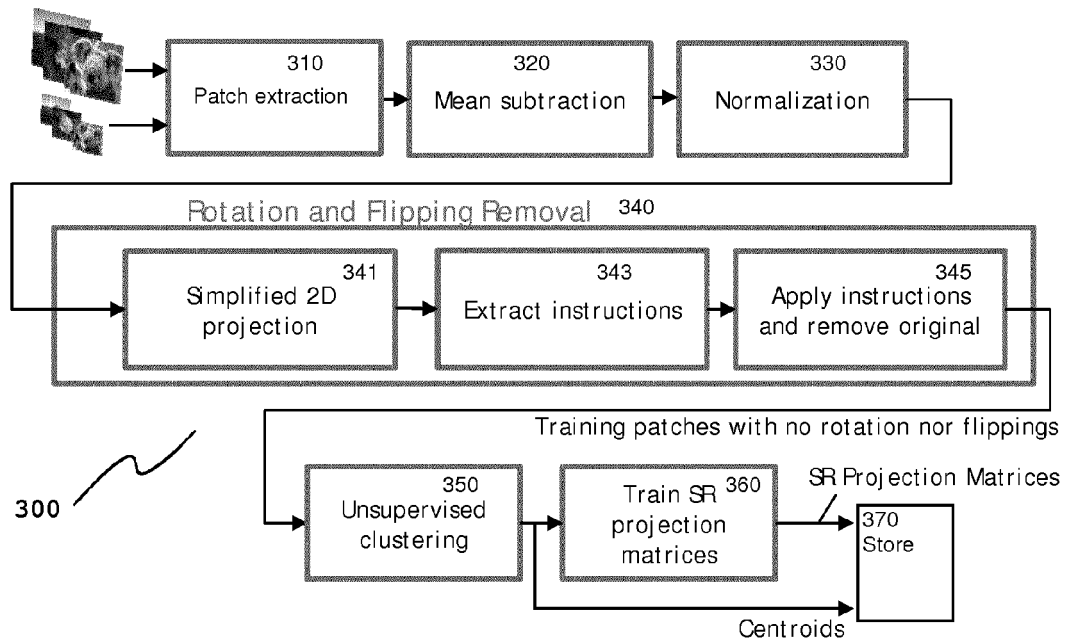 310
Patch extraction
320
Mean subtraction
330
Normalization
Rotation and Flipping Removal 340
341
Simplified 2D
projection
343
Extract instructions
345
Apply instructions
and remove original
Training patches with no rotation nor flippings
300
350
Unsupervised
clustering
360
Train SR
projection
matrices
SR Projection Matrices
370
Store
Centroids